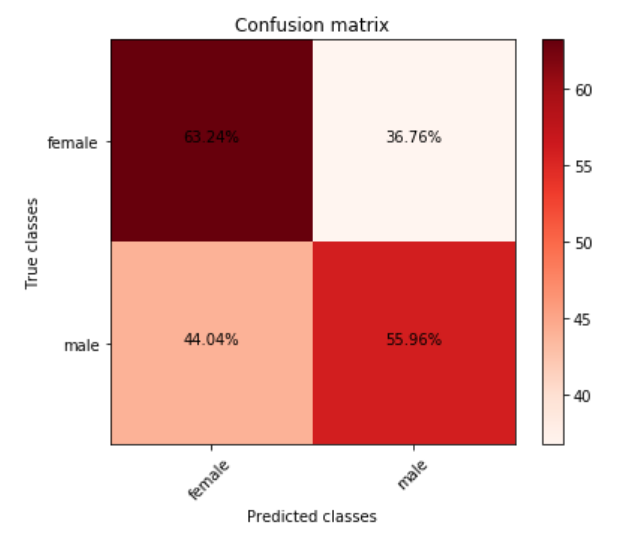 Confusion matrix
True classes
female
63.24%
36.76%
male
44.04%
55.96%
female
male
Predicted classes
60
55
50
45
40